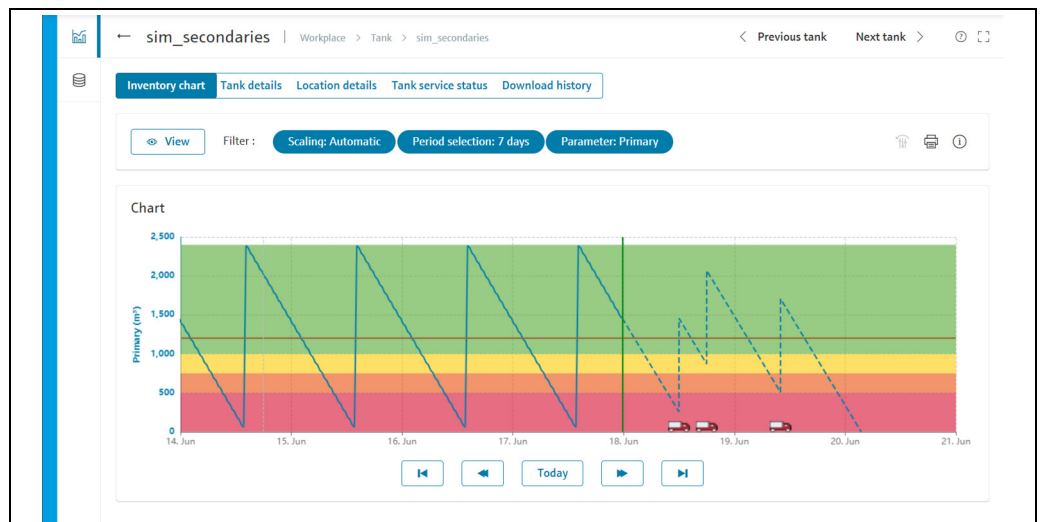 ← sim_secondaries | Workplace > Tank > sim_secondaries < Previous tank Next tank >
Inventory chart Tank details Location details Tank service status Download history
View Filter : Scaling: Automatic Period selection: 7 days Parameter: Primary
Chart
Primary (m³)
2,500
2,000
1,500
1,000
500
0
14. Jun 15. Jun 16. Jun 17. Jun 18. Jun 19. Jun 20. Jun 21. Jun
Today